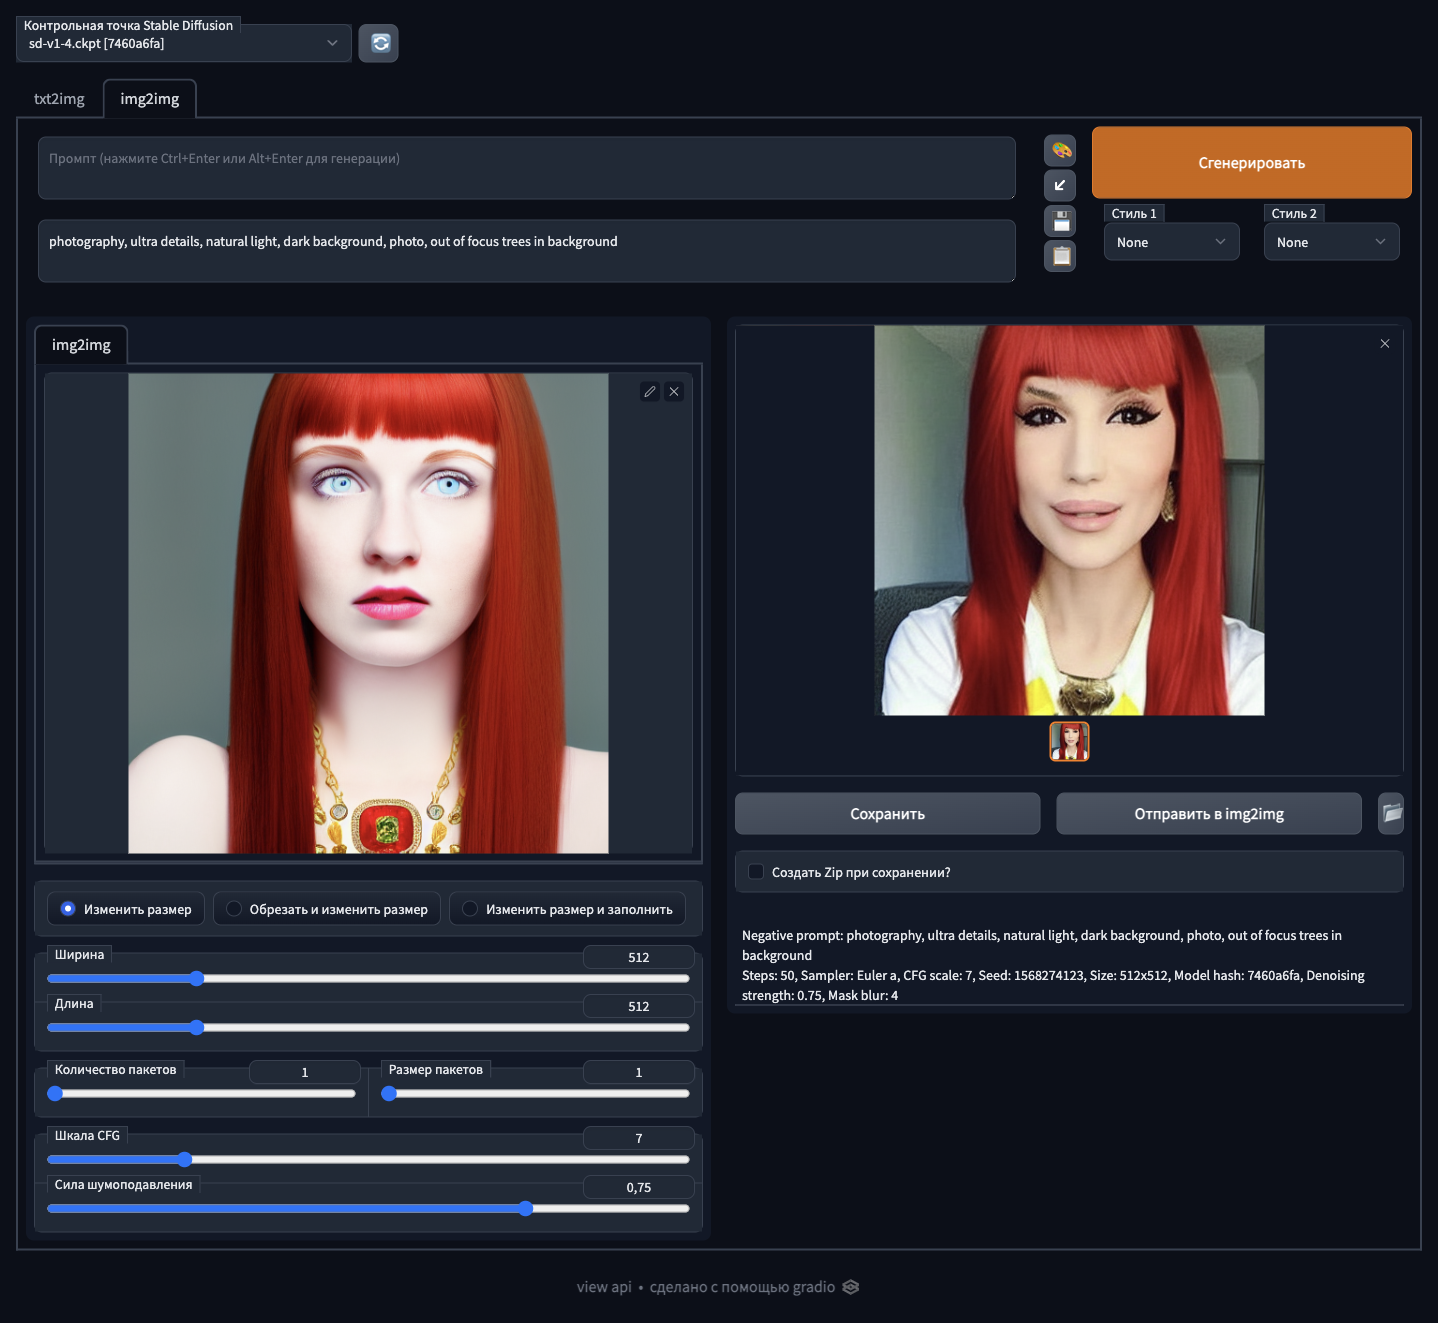 Контрольная точка Stable Diffusion
sd-v1-4.ckpt [7460a6fa]
txt2img
img2img
Промпт (нажмите Ctrl+Enter или Alt+Enter для генерации)
photography, ultra details, natural light, dark background, photo, out of focus trees in background
Сгенерировать
Стиль 1
Стиль 2
None
None
img2img
Изменить размер
Обрезать и изменить размер
Изменить размер и заполнить
Ширина
512
Длина
512
Количество пакетов
1
Размер пакетов
1
Шкала CFG
7
Сила шумоподавления
0,75
Сохранить
Отправить в img2img
Создать Zip при сохранении?
Negative prompt: photography, ultra details, natural light, dark background, photo, out of focus trees in
background
Steps: 50, Sampler: Euler a, CFG scale: 7, Seed: 1568274123, Size: 512x512, Model hash: 7460a6fa, Denoising
strength: 0.75, Mask blur: 4
view api • сделано с помощью gradio